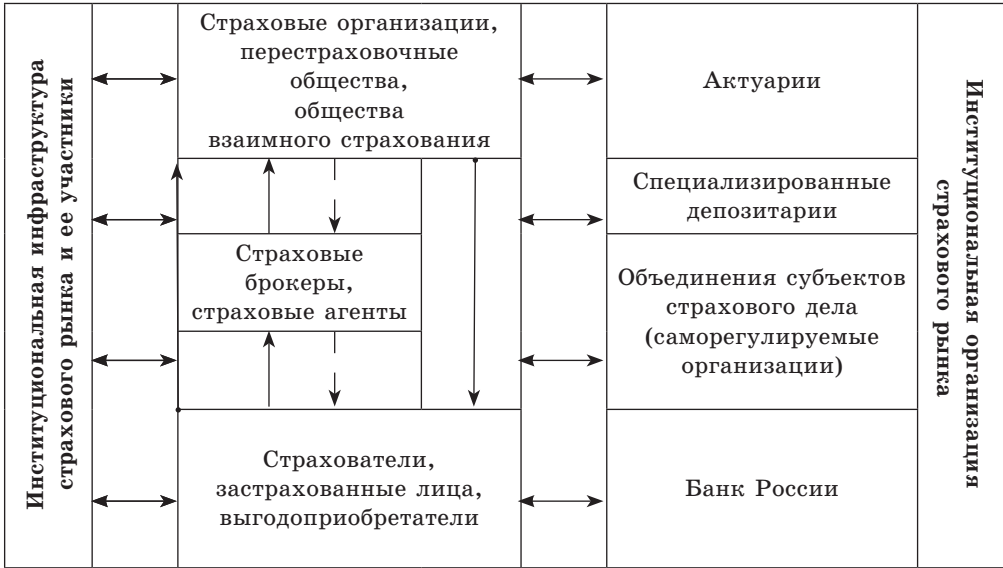 Институциональная инфраструктура
страхового рынка и ее участники
Страховые организации,
перестраховочные
общества,
общества
взаимного страхования
Страховые
брокеры,
страховые агенты
Страхователи,
застрахованные лица,
выгодоприобретатели
Актуарии
Специализированные
депозитарии
Объединения субъектов
страхового дела
(саморегулируемые
организации)
Банк России
Институциональная организация
страхового рынка